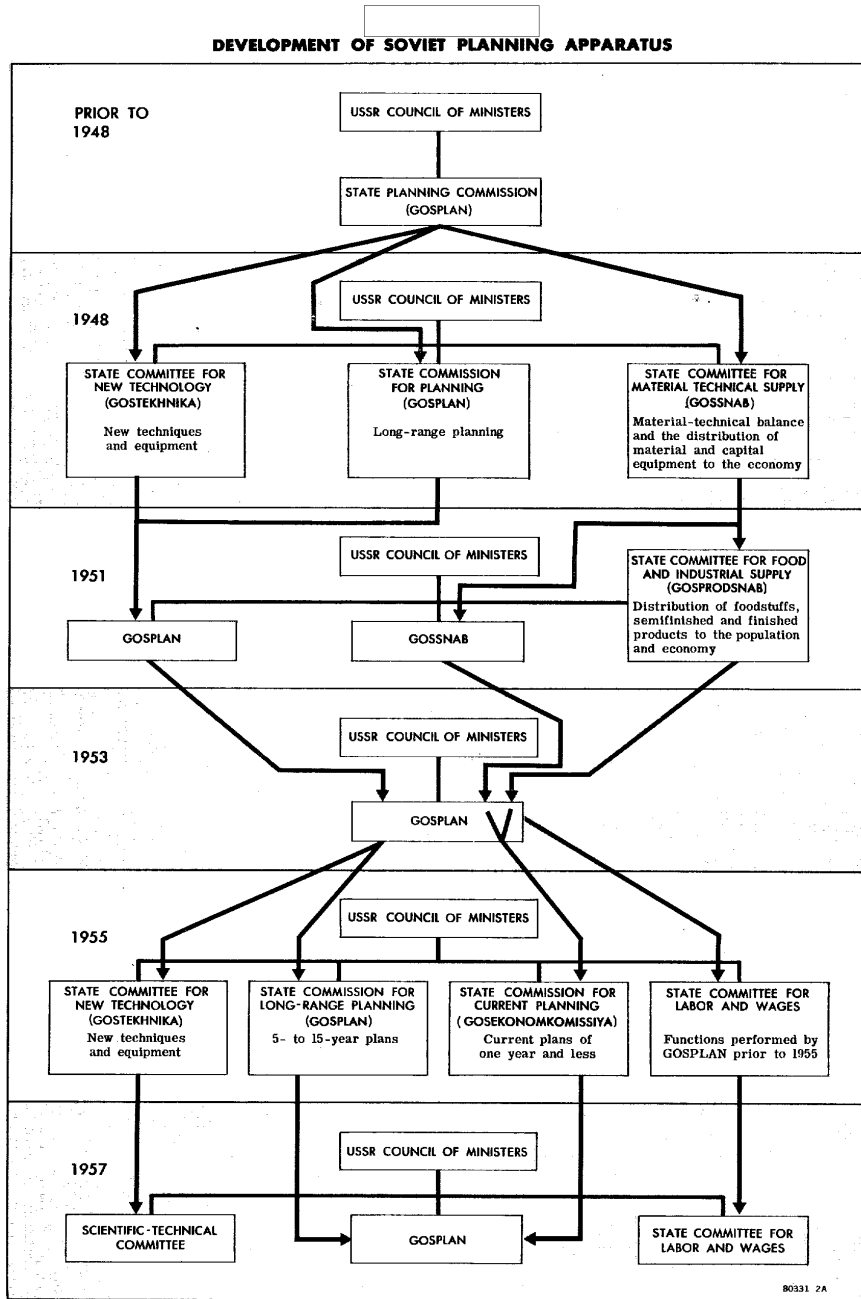 DEVELOPMENT OF SOVIET PLANNING APPARATUS
PRIOR TO
1948
USSR COUNCIL OF MINISTERS
STATE PLANNING COMMISSION
(GOSPLAN)
1948
USSR COUNCIL OF MINISTERS
STATE COMMITTEE FOR
NEW TECHNOLOGY
(GOSTEKHNIKA)
New techniques
and equipment
STATE COMMISSION
FOR PLANNING
(GOSPLAN)
Long-range planning
STATE COMMITTEE FOR
MATERIAL TECHNICAL SUPPLY
(GOSSNAB)
Material-technical balance
and the distribution of
material and capital
equipment to the economy
1951
USSR COUNCIL OF MINISTERS
GOSPLAN
GOSSNAB
STATE COMMITTEE FOR FOOD
AND INDUSTRIAL SUPPLY
(GOSPRODSNAB)
Distribution of foodstuffs,
semifinished and finished
products to the population
and economy
1953
USSR COUNCIL OF MINISTERS
GOSPLAN
1955
USSR COUNCIL OF MINISTERS
STATE COMMITTEE FOR
NEW TECHNOLOGY
(GOSTEKHNIKA)
New techniques
and equipment
STATE COMMISSION FOR
LONG-RANGE PLANNING
(GOSPLAN)
5- to 15-year plans
STATE COMMISSION FOR
CURRENT PLANNING
(GOSEKONOMKOMISSIYA)
Current plans of
one year and less
STATE COMMITTEE FOR
LABOR AND WAGES
Functions performed by
GOSPLAN prior to 1955
1957
USSR COUNCIL OF MINISTERS
SCIENTIFIC-TECHNICAL
COMMITTEE
GOSPLAN
STATE COMMITTEE FOR
LABOR AND WAGES
80331 2A